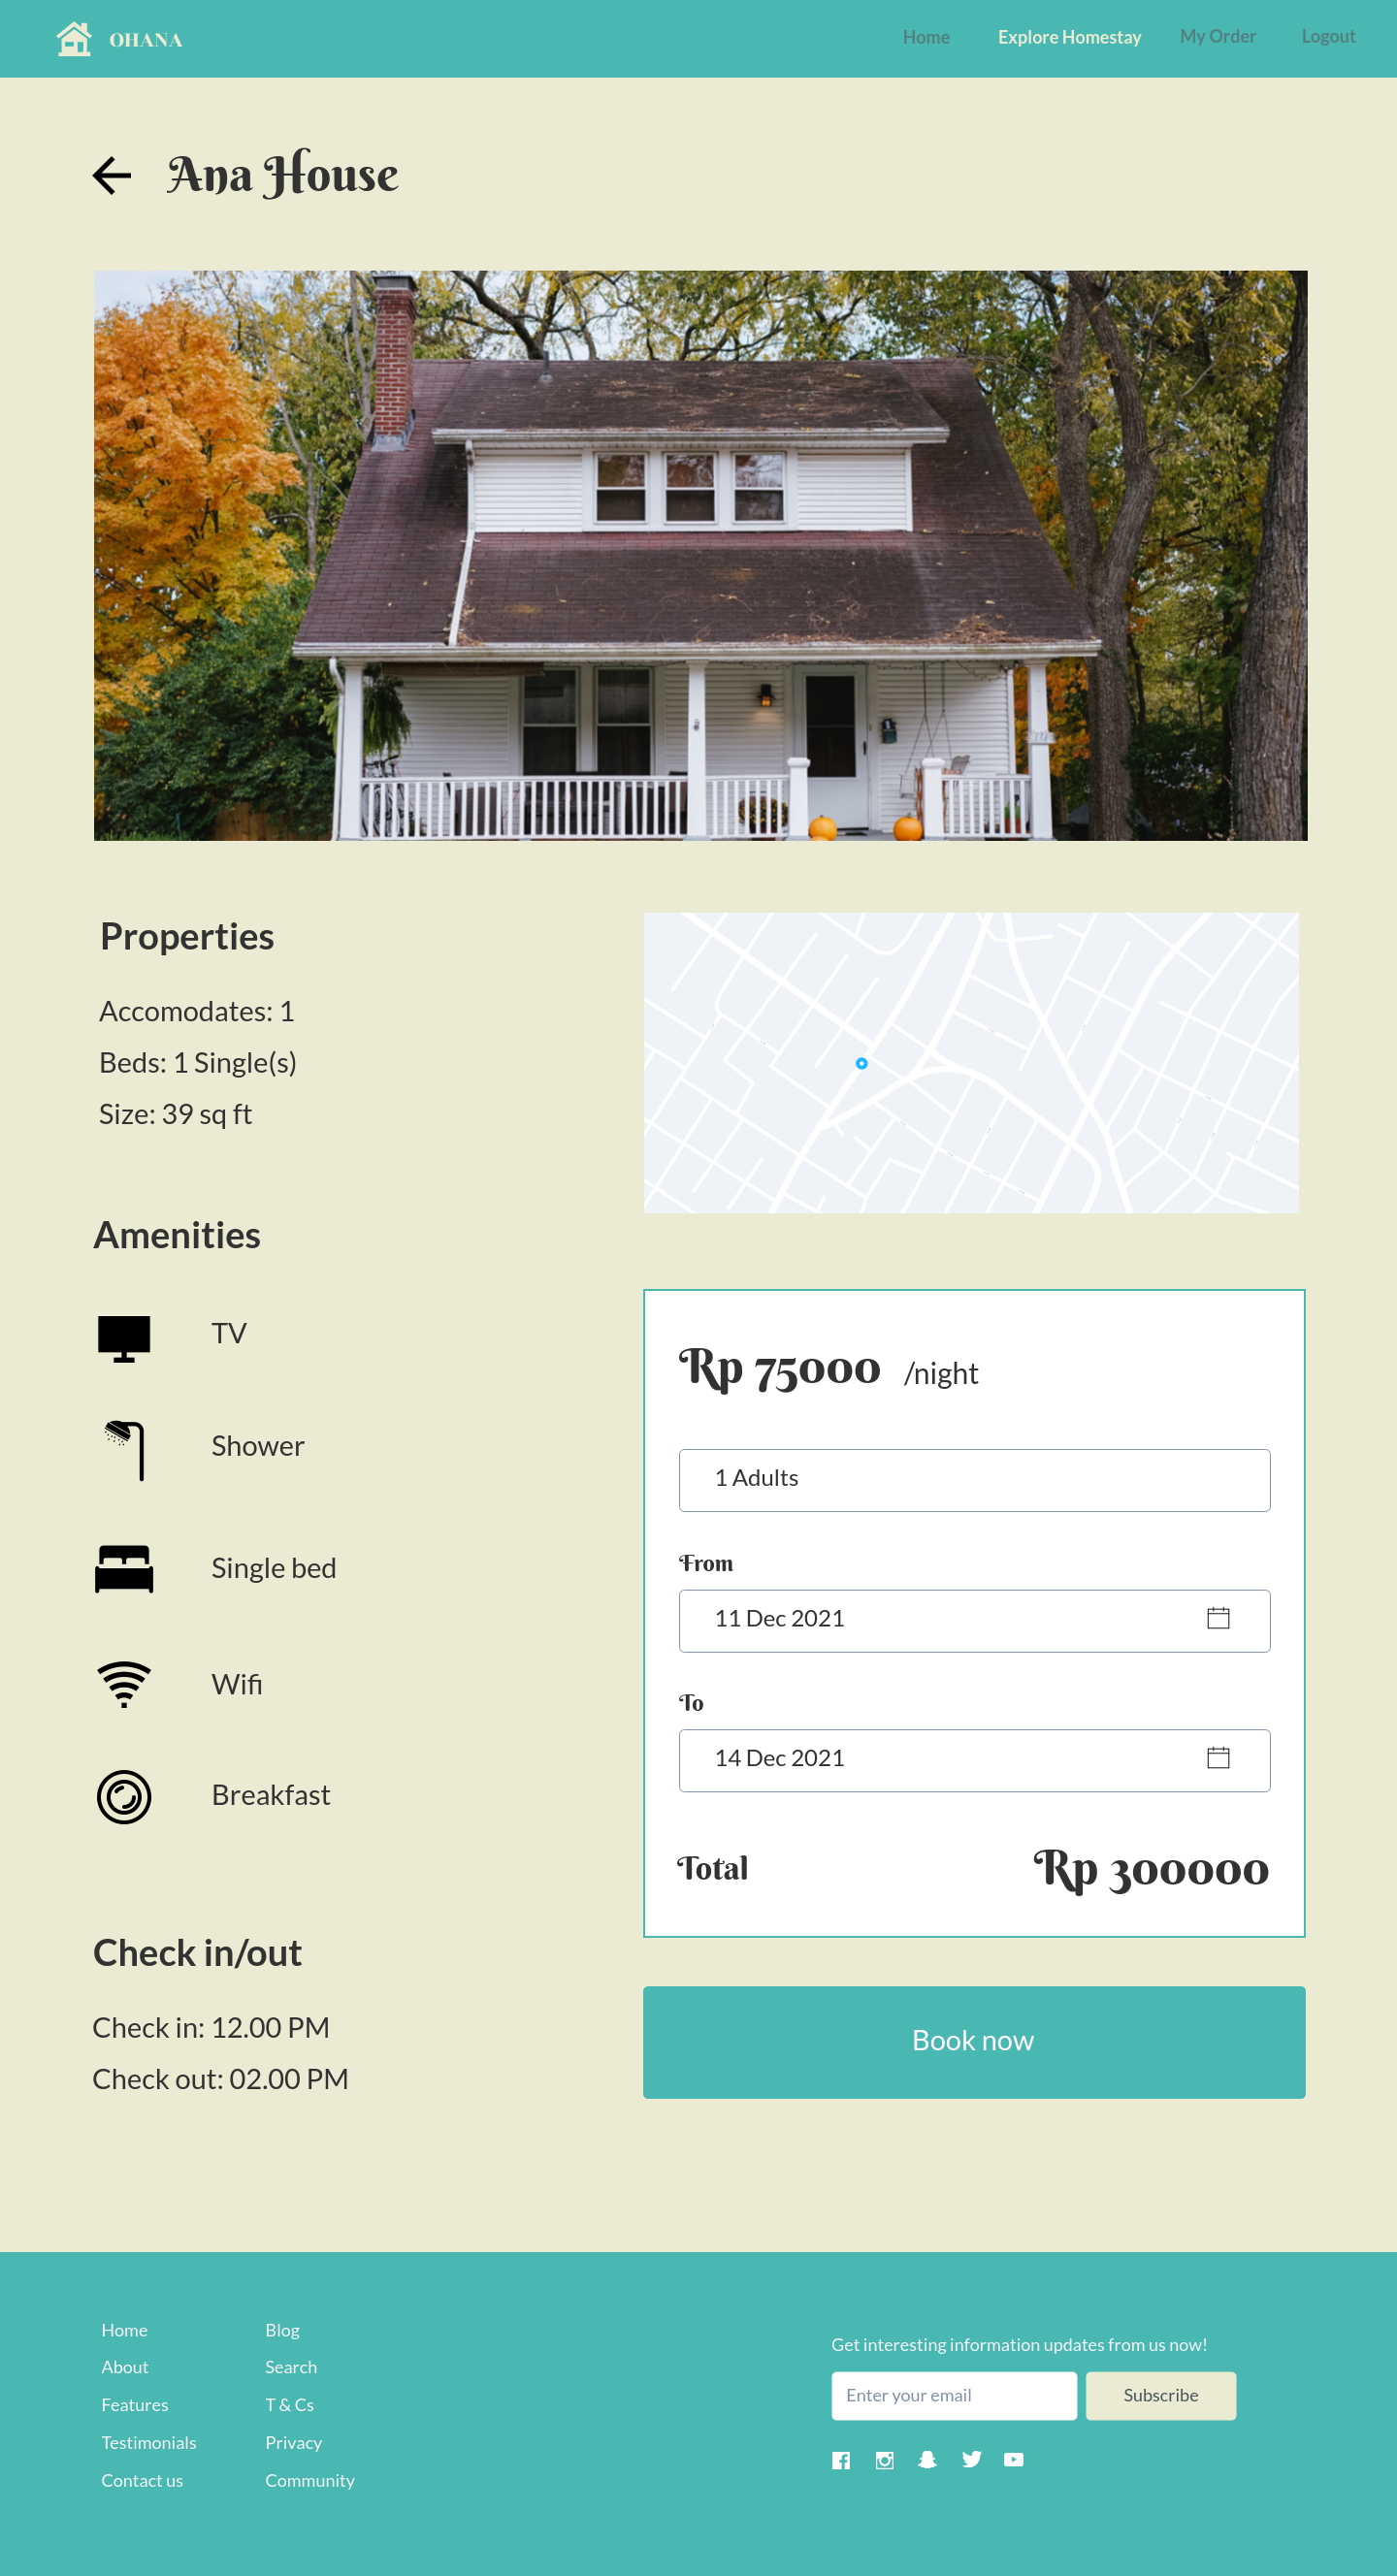 OHANA
Home
Explore Homestay
My Order
Logout
Ana House
Properties
Accomodates: 1
Beds: 1 Single(s)
Size: 39 sq ft
Amenities
TV
Shower
Single bed
Wifi
Breakfast
Check in/out
Check in: 12.00 PM
Check out: 02.00 PM
Rp 75000 /night
1 Adults
From
11 Dec 2021
To
14 Dec 2021
Total Rp 300000
Book now
Home
About
Features
Testimonials
Contact us
Blog
Search
T & Cs
Privacy
Community
Get interesting information updates from us now!
Enter your email
Subscribe